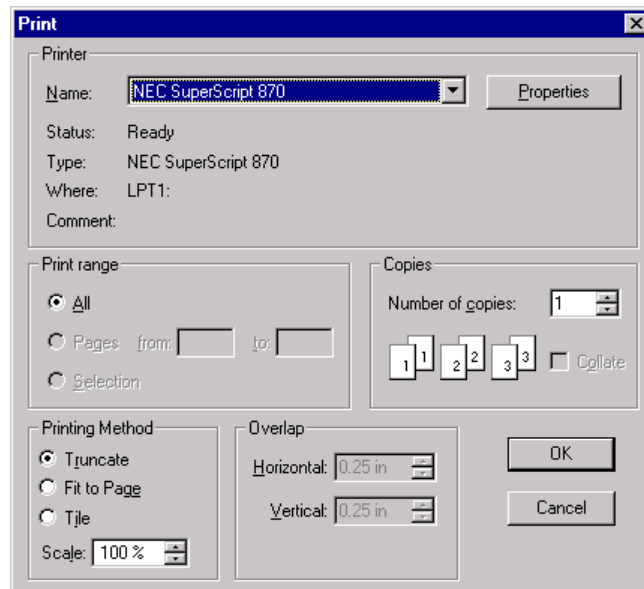 Print
Printer
Name: NEC SuperScript 870 Properties
Status: Ready
Type: NEC SuperScript 870
Where: LPT1:
Comment:
Print range
All
Pages from: to:
Selection
Copies
Number of copies: 1
1 1 2 2 3 3 Collate
Printing Method
Truncate
Fit to Page
Tile
Scale: 100 %
Overlap
Horizontal: 0.25 in
Vertical: 0.25 in
OK
Cancel